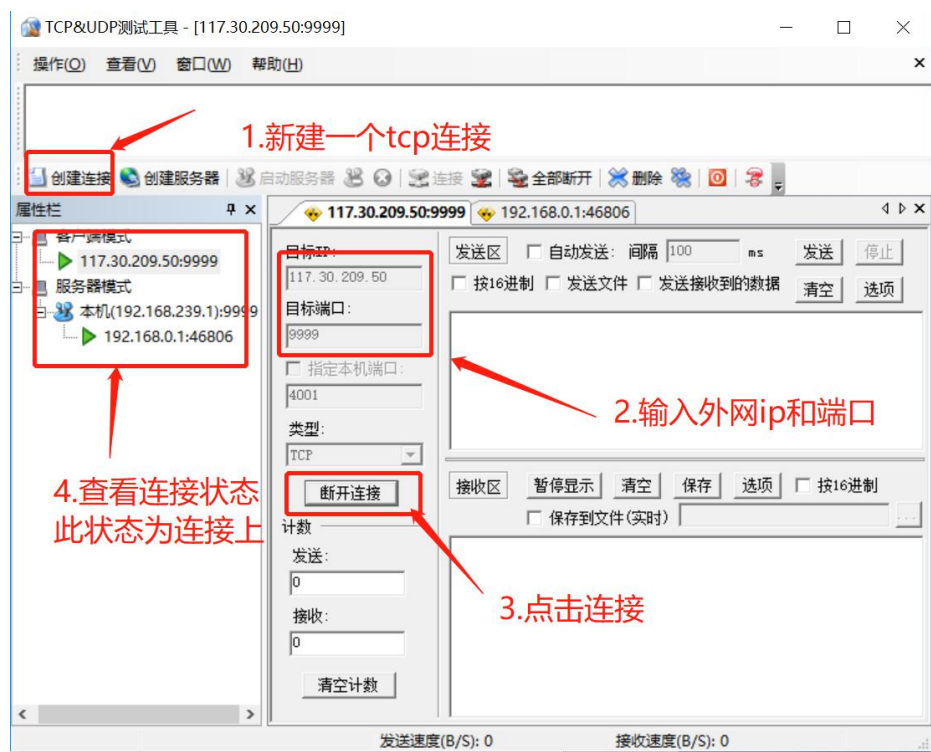 TCP&UDP测试工具 - [117.30.209.50:9999]
操作(O) 查看(V) 窗口(W) 帮助(H)
1.新建一个tcp连接
创建连接 创建服务器 启动服务器 连接 全部断开 删除
属性栏
117.30.209.50:9999 192.168.0.1:46806
客户端模式
117.30.209.50:9999
服务器模式
本机(192.168.239.1):9999
192.168.0.1:46806
4.查看连接状态
此状态为连接上
目标IP:
117.30.209.50
目标端口:
9999
指定本机端口:
4001
类型:
TCP
断开连接
计数
发送:
0
接收:
0
清空计数
发送区 自动发送: 间隔 100 ms 发送 停止
按16进制 发送文件 发送接收到的数据 清空 选项
2.输入外网ip和端口
接收区 暂停显示 清空 保存 选项 按16进制
保存到文件(实时) ...
3.点击连接
发送速度(B/S): 0 接收速度(B/S): 0